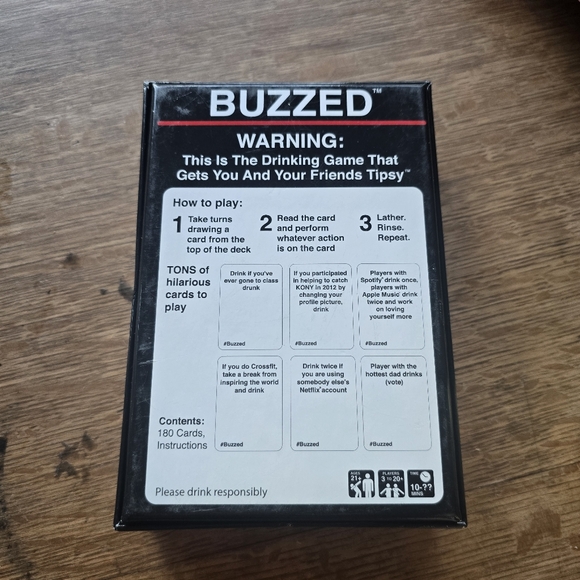 BUZZED™
WARNING:
This Is The Drinking Game That
Gets You And Your Friends Tipsy™
How to play:
1 Take turns
drawing a
card from the
top of the deck
2 Read the card
and perform
whatever action
is on the card
3 Lather.
Rinse.
Repeat.
TONS of
hilarious
cards to
play
Drink if you've
ever gone to class
drunk
#Buzzed
If you participated
in helping to catch
KONY in 2012 by
changing your
profile picture,
drink
#Buzzed
Players with
Spotify® drink once,
players with
Apple Music® drink
twice and work
on loving
yourself more
#Buzzed
If you do Crossfit,
take a break from
inspiring the world
and drink
#Buzzed
Drink twice if
you are using
somebody else's
Netflix® account
#Buzzed
Player with the
hottest dad drinks
(vote)
#Buzzed
Contents:
180 Cards,
Instructions
Please drink responsibly
AGES
21+
PLAYERS
3 TO 20+
TIME
10-??
MINS